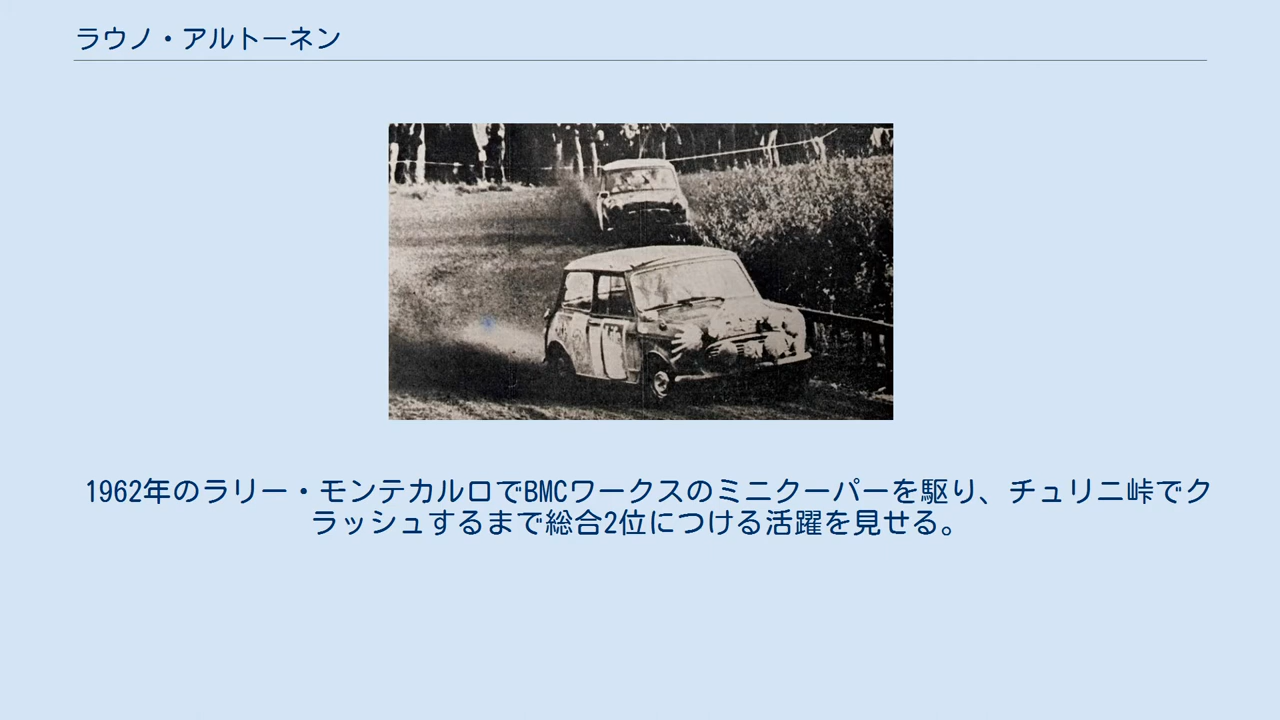 ラウノ・アルトーネン
1962年のラリー・モンテカルロでBMCワークスのミニクーパーを駆り、チュリニ峠でク
ラッシュするまで総合2位につける活躍を見せる。